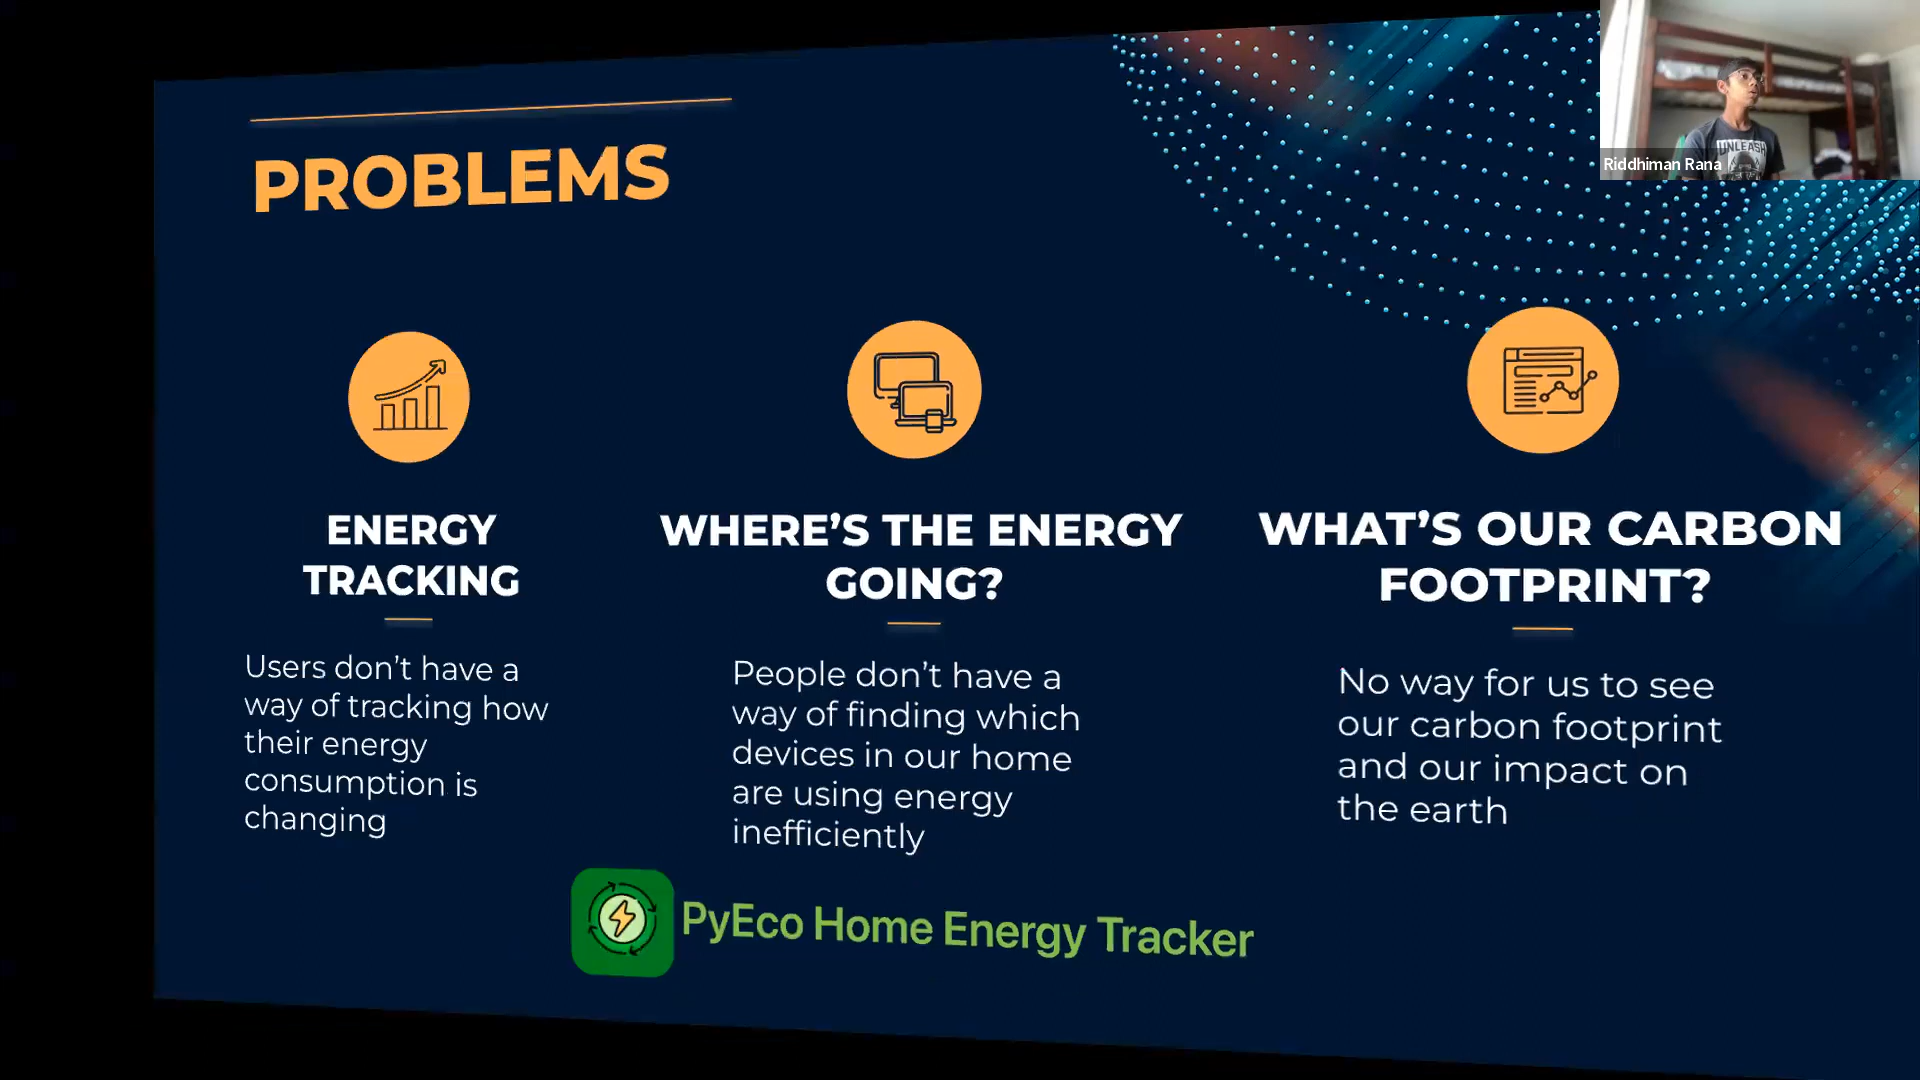 PROBLEMS
ENERGY
TRACKING
Users don't have a
way of tracking how
their energy
consumption is
changing
WHERE'S THE ENERGY
GOING?
People don't have a
way of finding which
devices in our home
are using energy
inefficiently
WHAT'S OUR CARBON
FOOTPRINT?
No way for us to see
our carbon footprint
and our impact on
the earth
PyEco Home Energy Tracker
UNLEASH
Riddhiman Rana